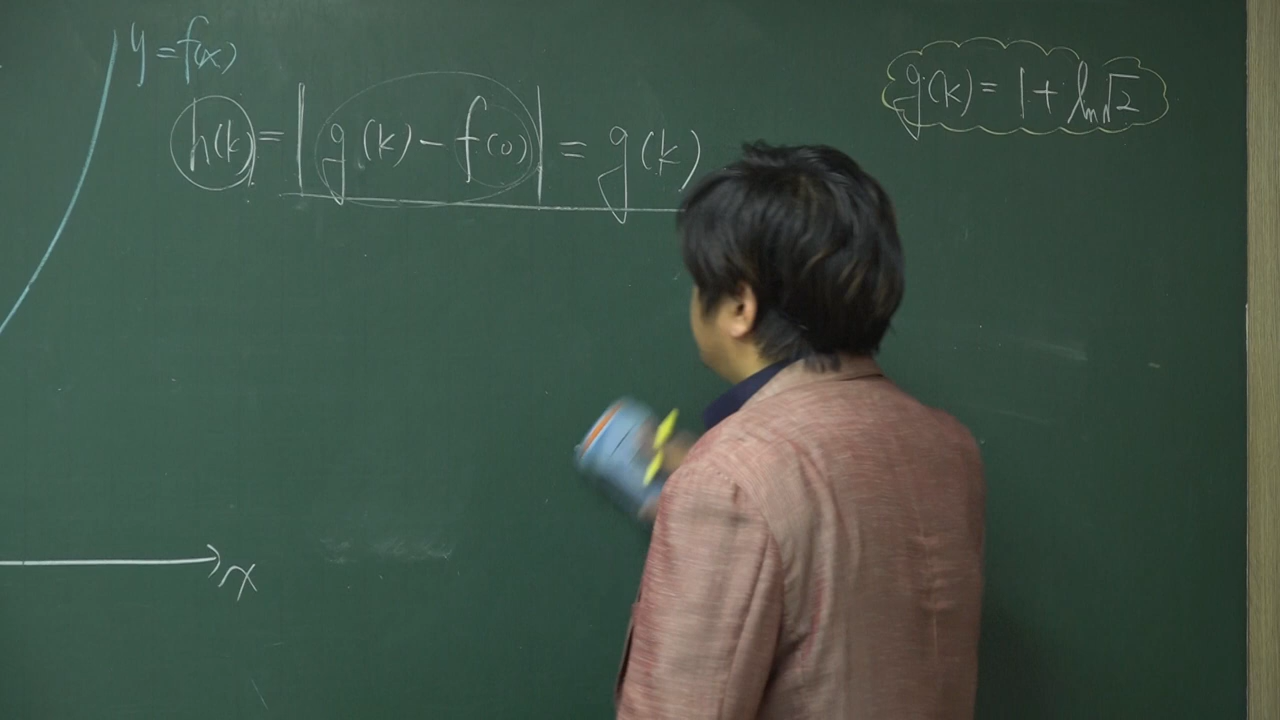 y=f(x)
g(k) = 1 + ln√2
h(k) = |g(k) - f(0)| = g(k)
x